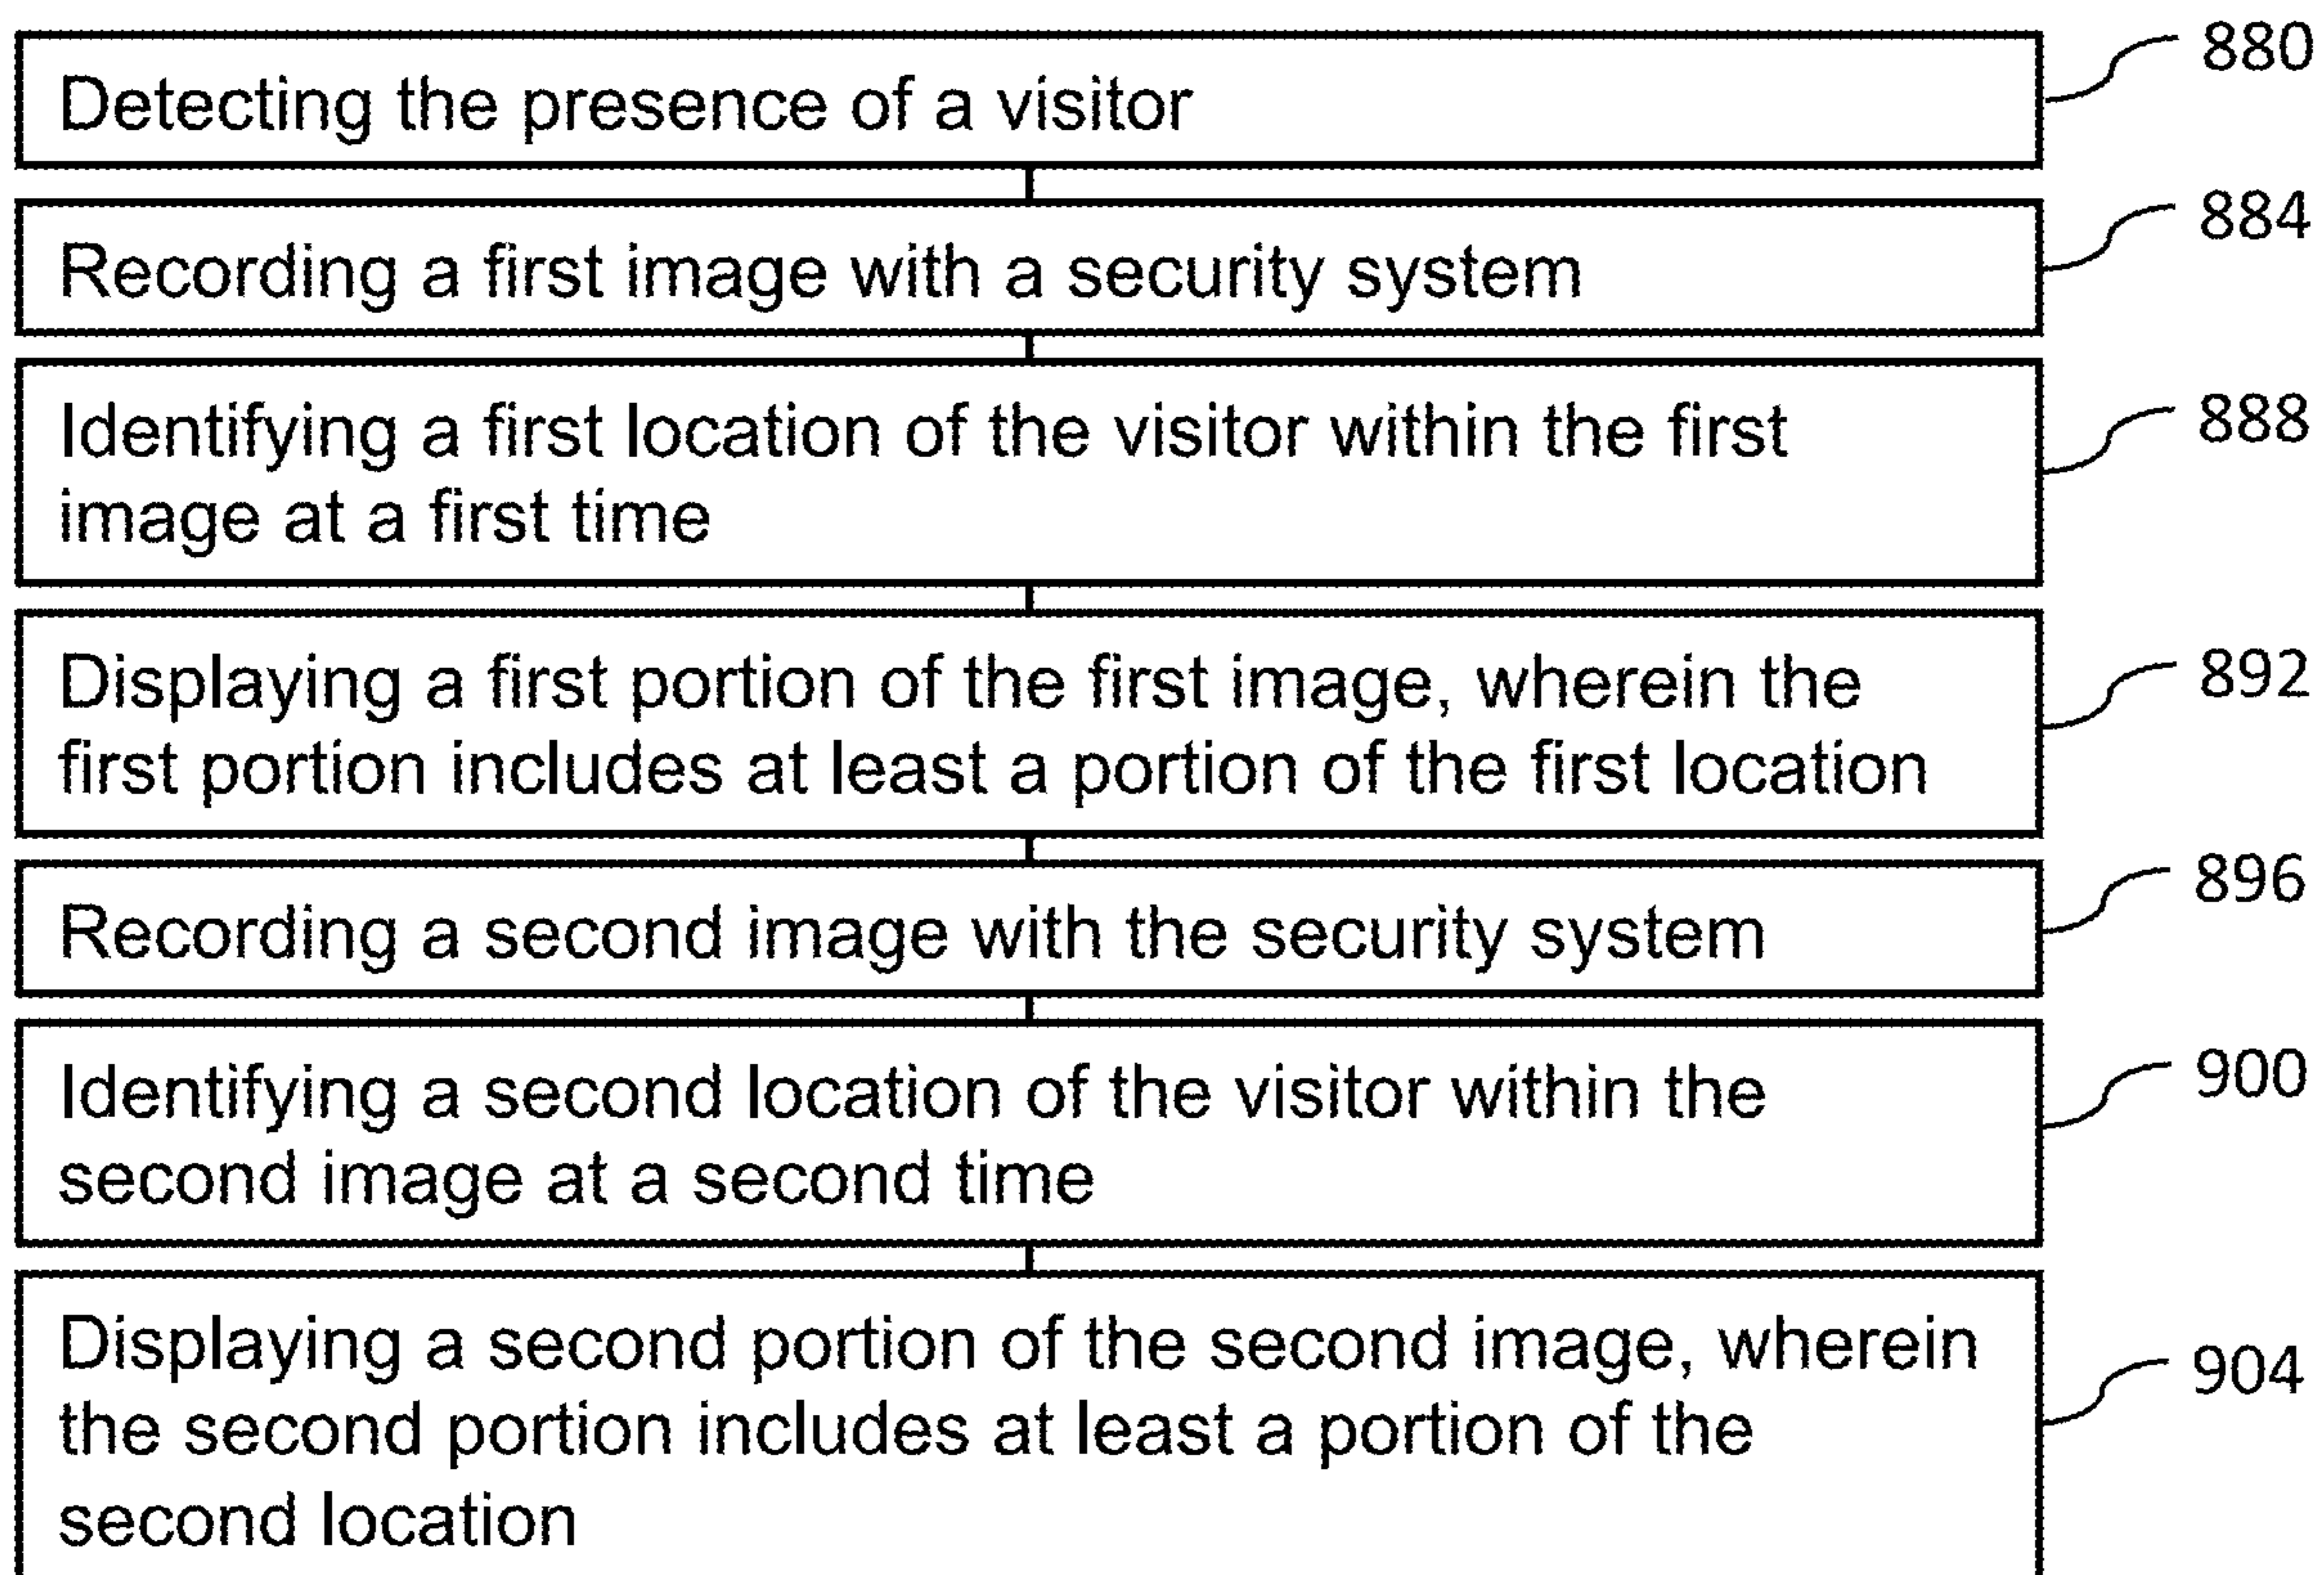 Detecting the presence of a visitor
880
Recording a first image with a security system
884
Identifying a first location of the visitor within the first
image at a first time
888
Displaying a first portion of the first image, wherein the
first portion includes at least a portion of the first location
892
Recording a second image with the security system
896
Identifying a second location of the visitor within the
second image at a second time
900
Displaying a second portion of the second image, wherein
the second portion includes at least a portion of the
second location
904